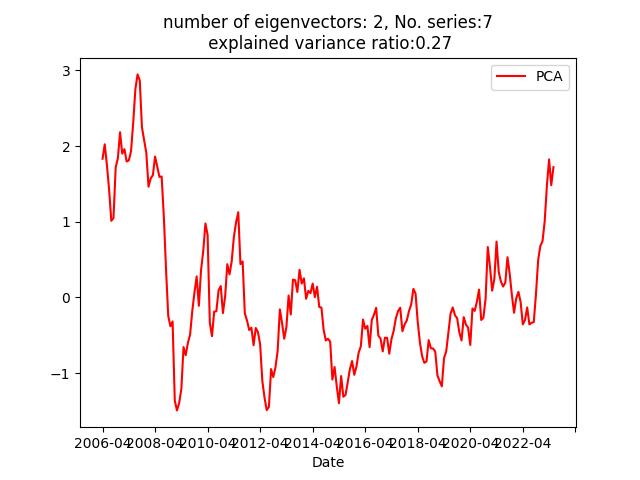 number of eigenvectors: 2, No. series:7
explained variance ratio:0.27
PCA
3
2
1
0
−1
2006-04 2008-04 2010-04 2012-04 2014-04 2016-04 2018-04 2020-04 2022-04
Date